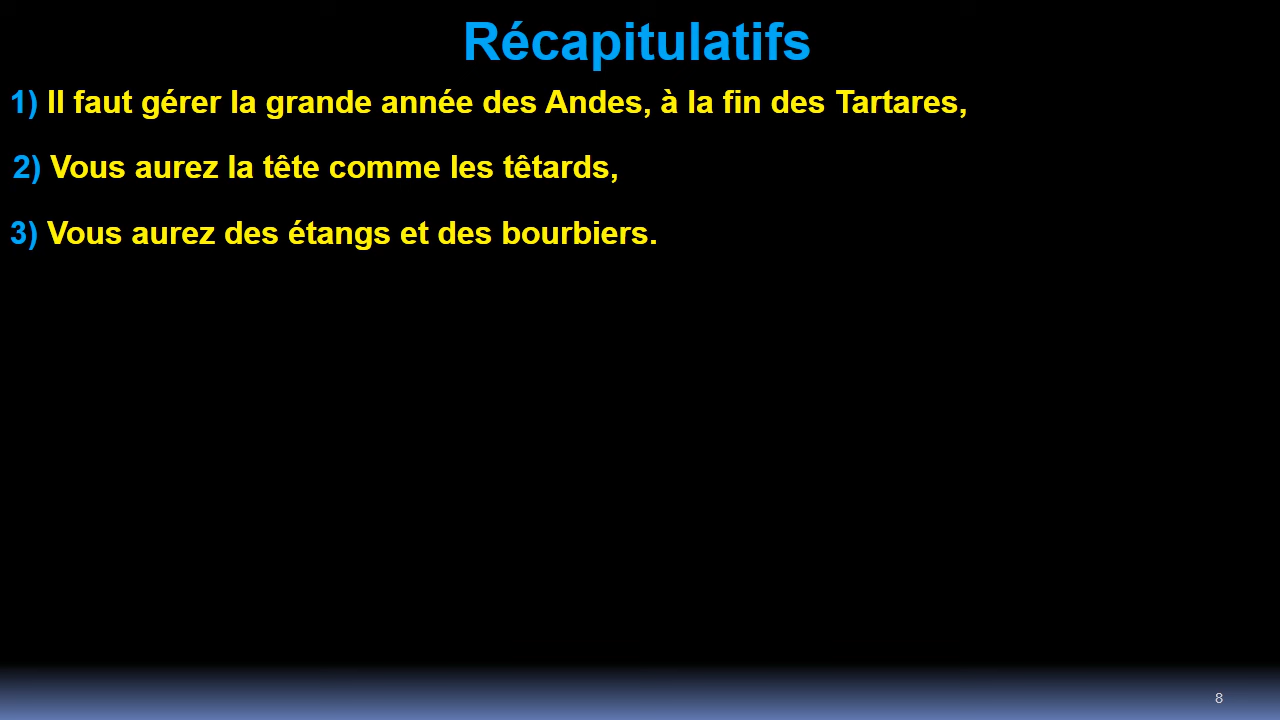 Récapitulatifs
1) Il faut gérer la grande année des Andes, à la fin des Tartares,
2) Vous aurez la tête comme les têtards,
3) Vous aurez des étangs et des bourbiers.
8